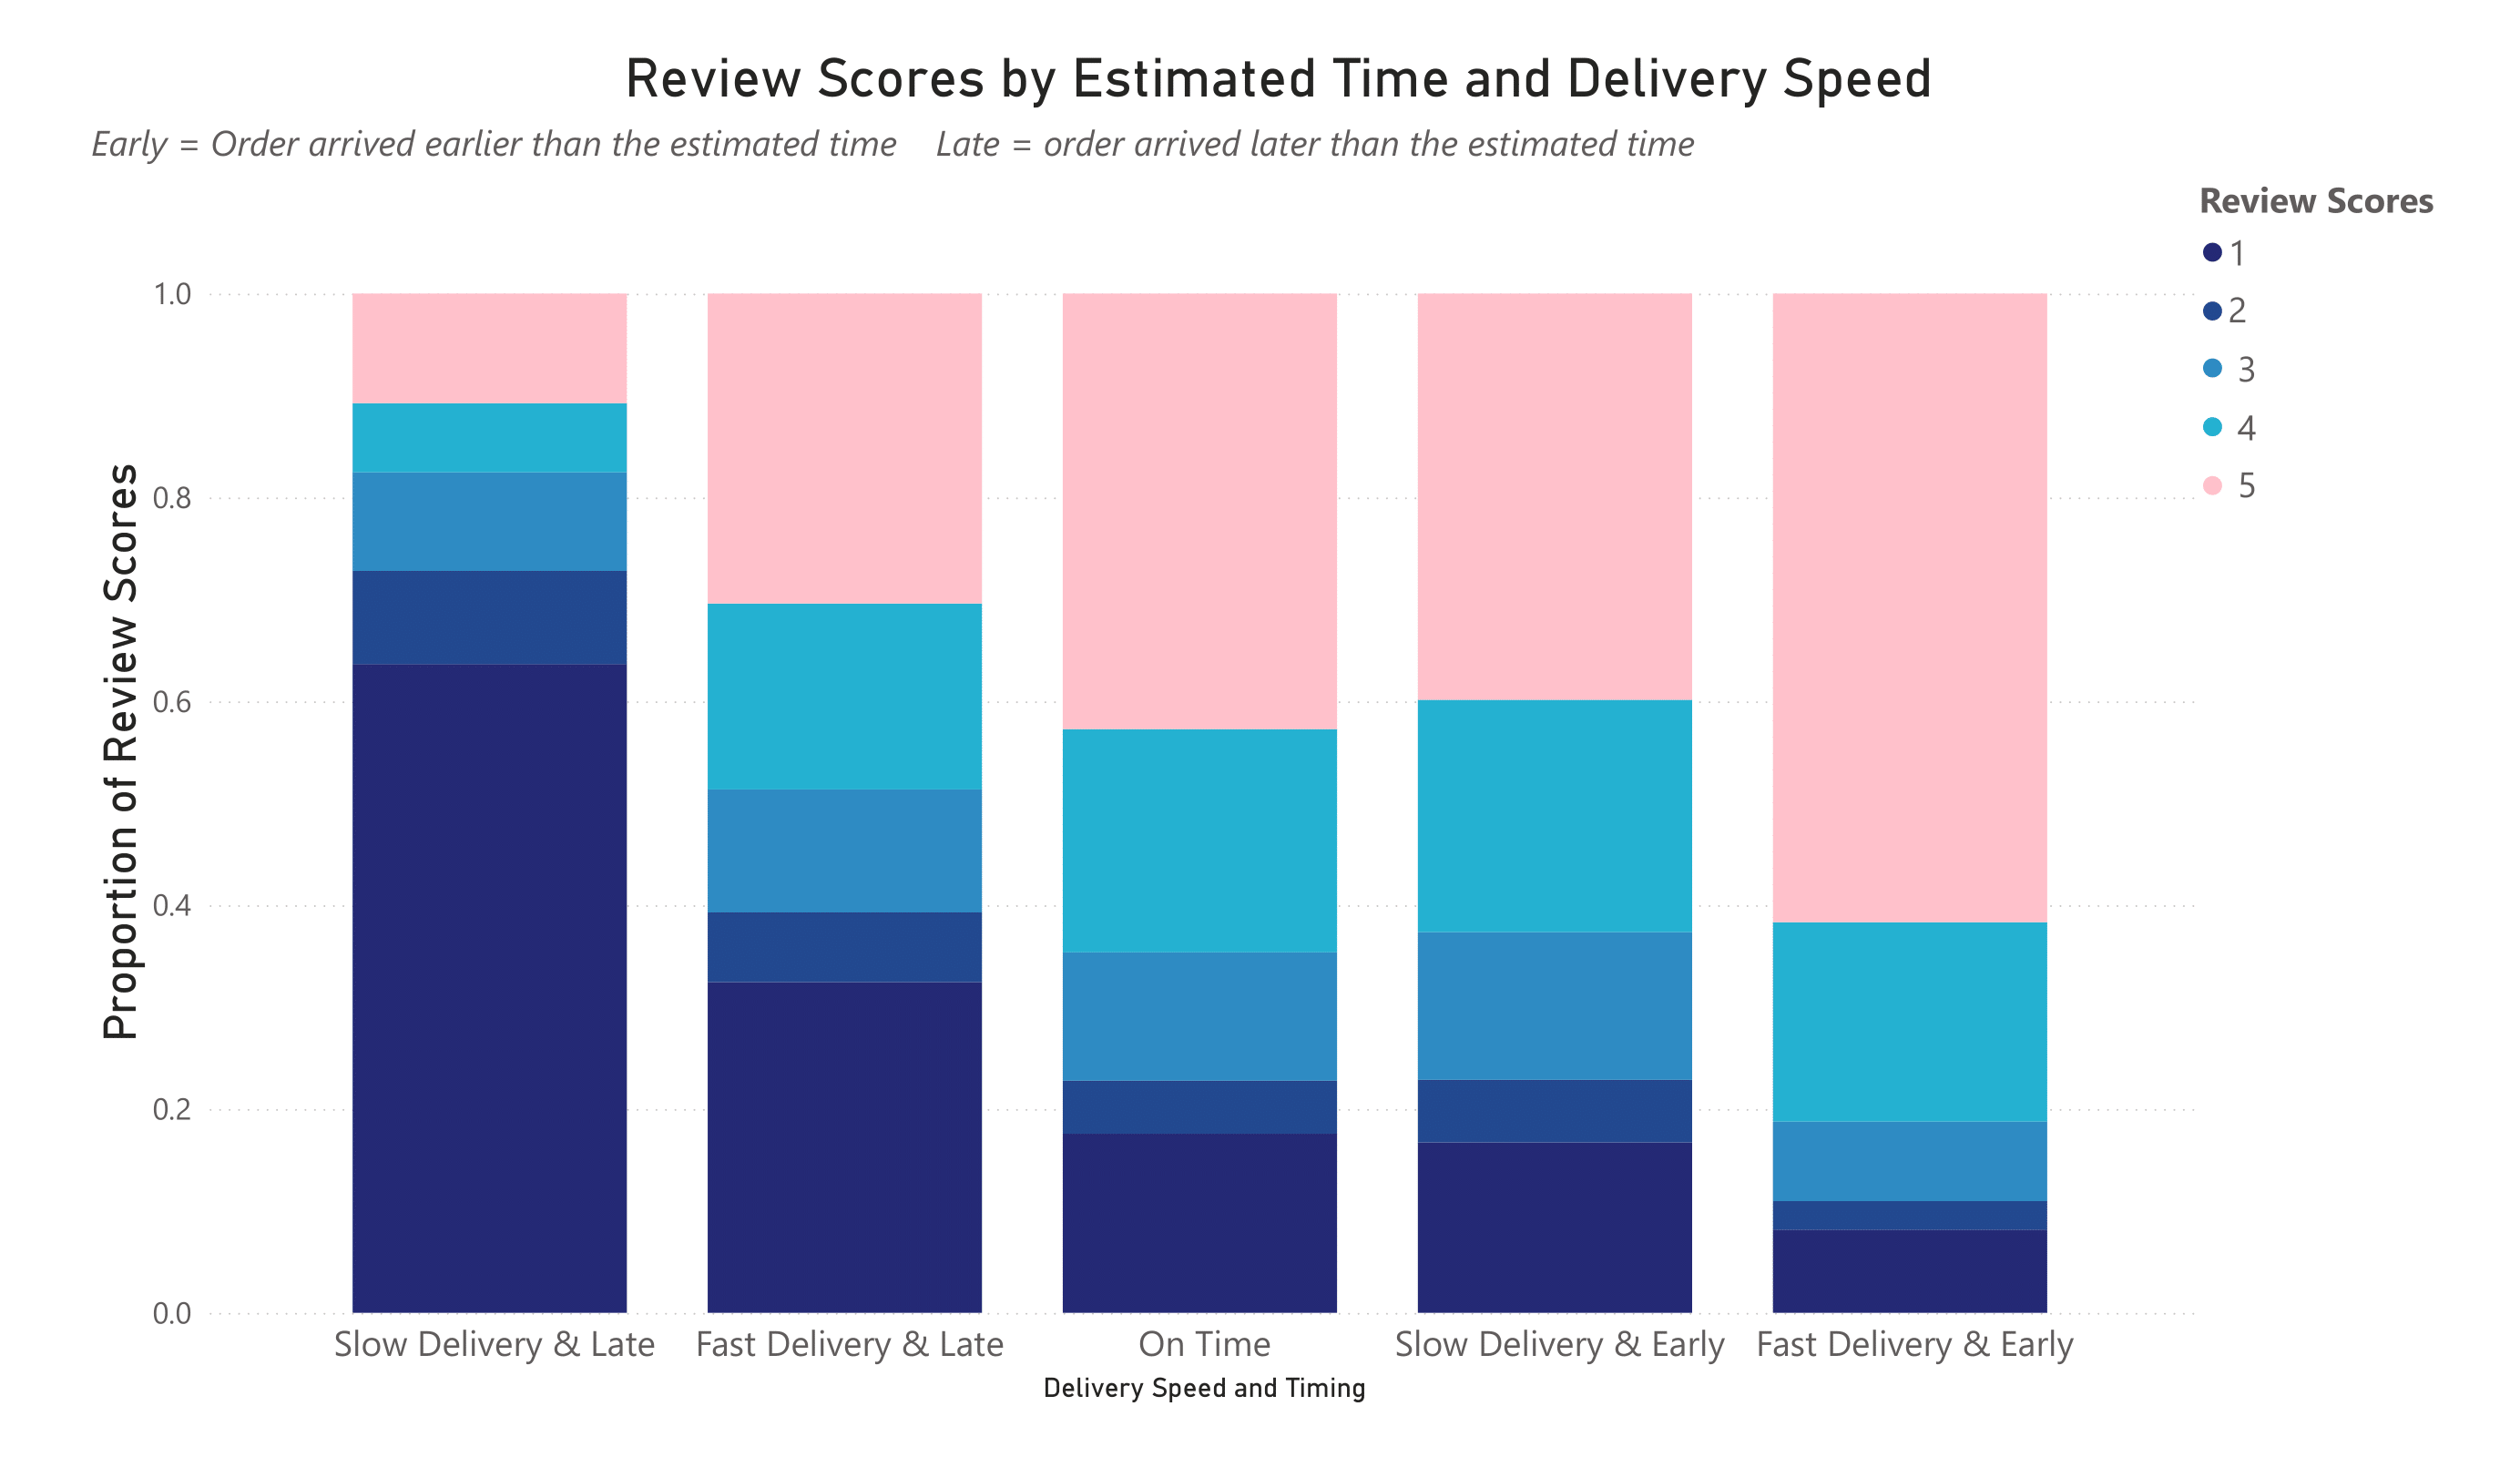 Review Scores by Estimated Time and Delivery Speed
Early = Order arrived earlier than the estimated time    Late = order arrived later than the estimated time
Review Scores
1
2
3
4
5
Proportion of Review Scores
1.0
0.8
0.6
0.4
0.2
0.0
Slow Delivery & Late
Fast Delivery & Late
On Time
Slow Delivery & Early
Fast Delivery & Early
Delivery Speed and Timing